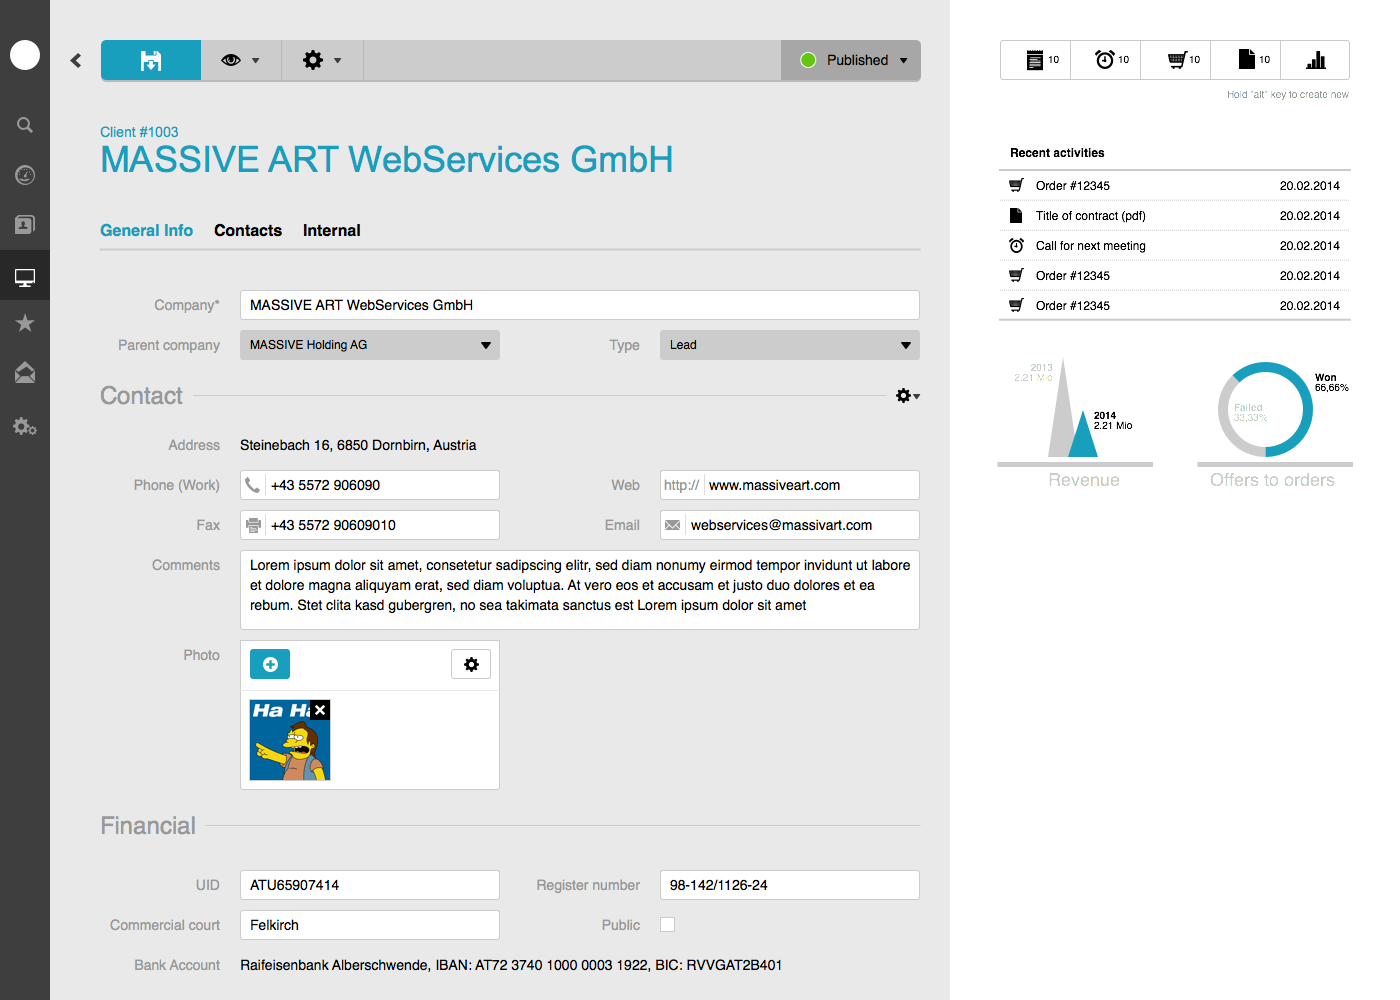 Published
10
10
10
10
Hold "alt" key to create new
Client #1003
MASSIVE ART WebServices GmbH
General Info Contacts Internal
Company* MASSIVE ART WebServices GmbH
Parent company MASSIVE Holding AG Type Lead
Contact
Address Steinebach 16, 6850 Dornbirn, Austria
Phone (Work) +43 5572 906090 Web http:// www.massiveart.com
Fax +43 5572 90609010 Email webservices@massivart.com
Comments Lorem ipsum dolor sit amet, consetetur sadipscing elitr, sed diam nonumy eirmod tempor invidunt ut labore
et dolore magna aliquyam erat, sed diam voluptua. At vero eos et accusam et justo duo dolores et ea
rebum. Stet clita kasd gubergren, no sea takimata sanctus est Lorem ipsum dolor sit amet
Photo
Ha
Financial
UID ATU65907414 Register number 98-142/1126-24
Commercial court Felkirch Public
Bank Account Raifeisenbank Alberschwende, IBAN: AT72 3740 1000 0003 1922, BIC: RVVGAT2B401
Recent activities
Order #12345 20.02.2014
Title of contract (pdf) 20.02.2014
Call for next meeting 20.02.2014
Order #12345 20.02.2014
Order #12345 20.02.2014
2013
2.21 Mio
2014
2.21 Mio
Revenue
Won
66,66%
Failed
33,33%
Offers to orders